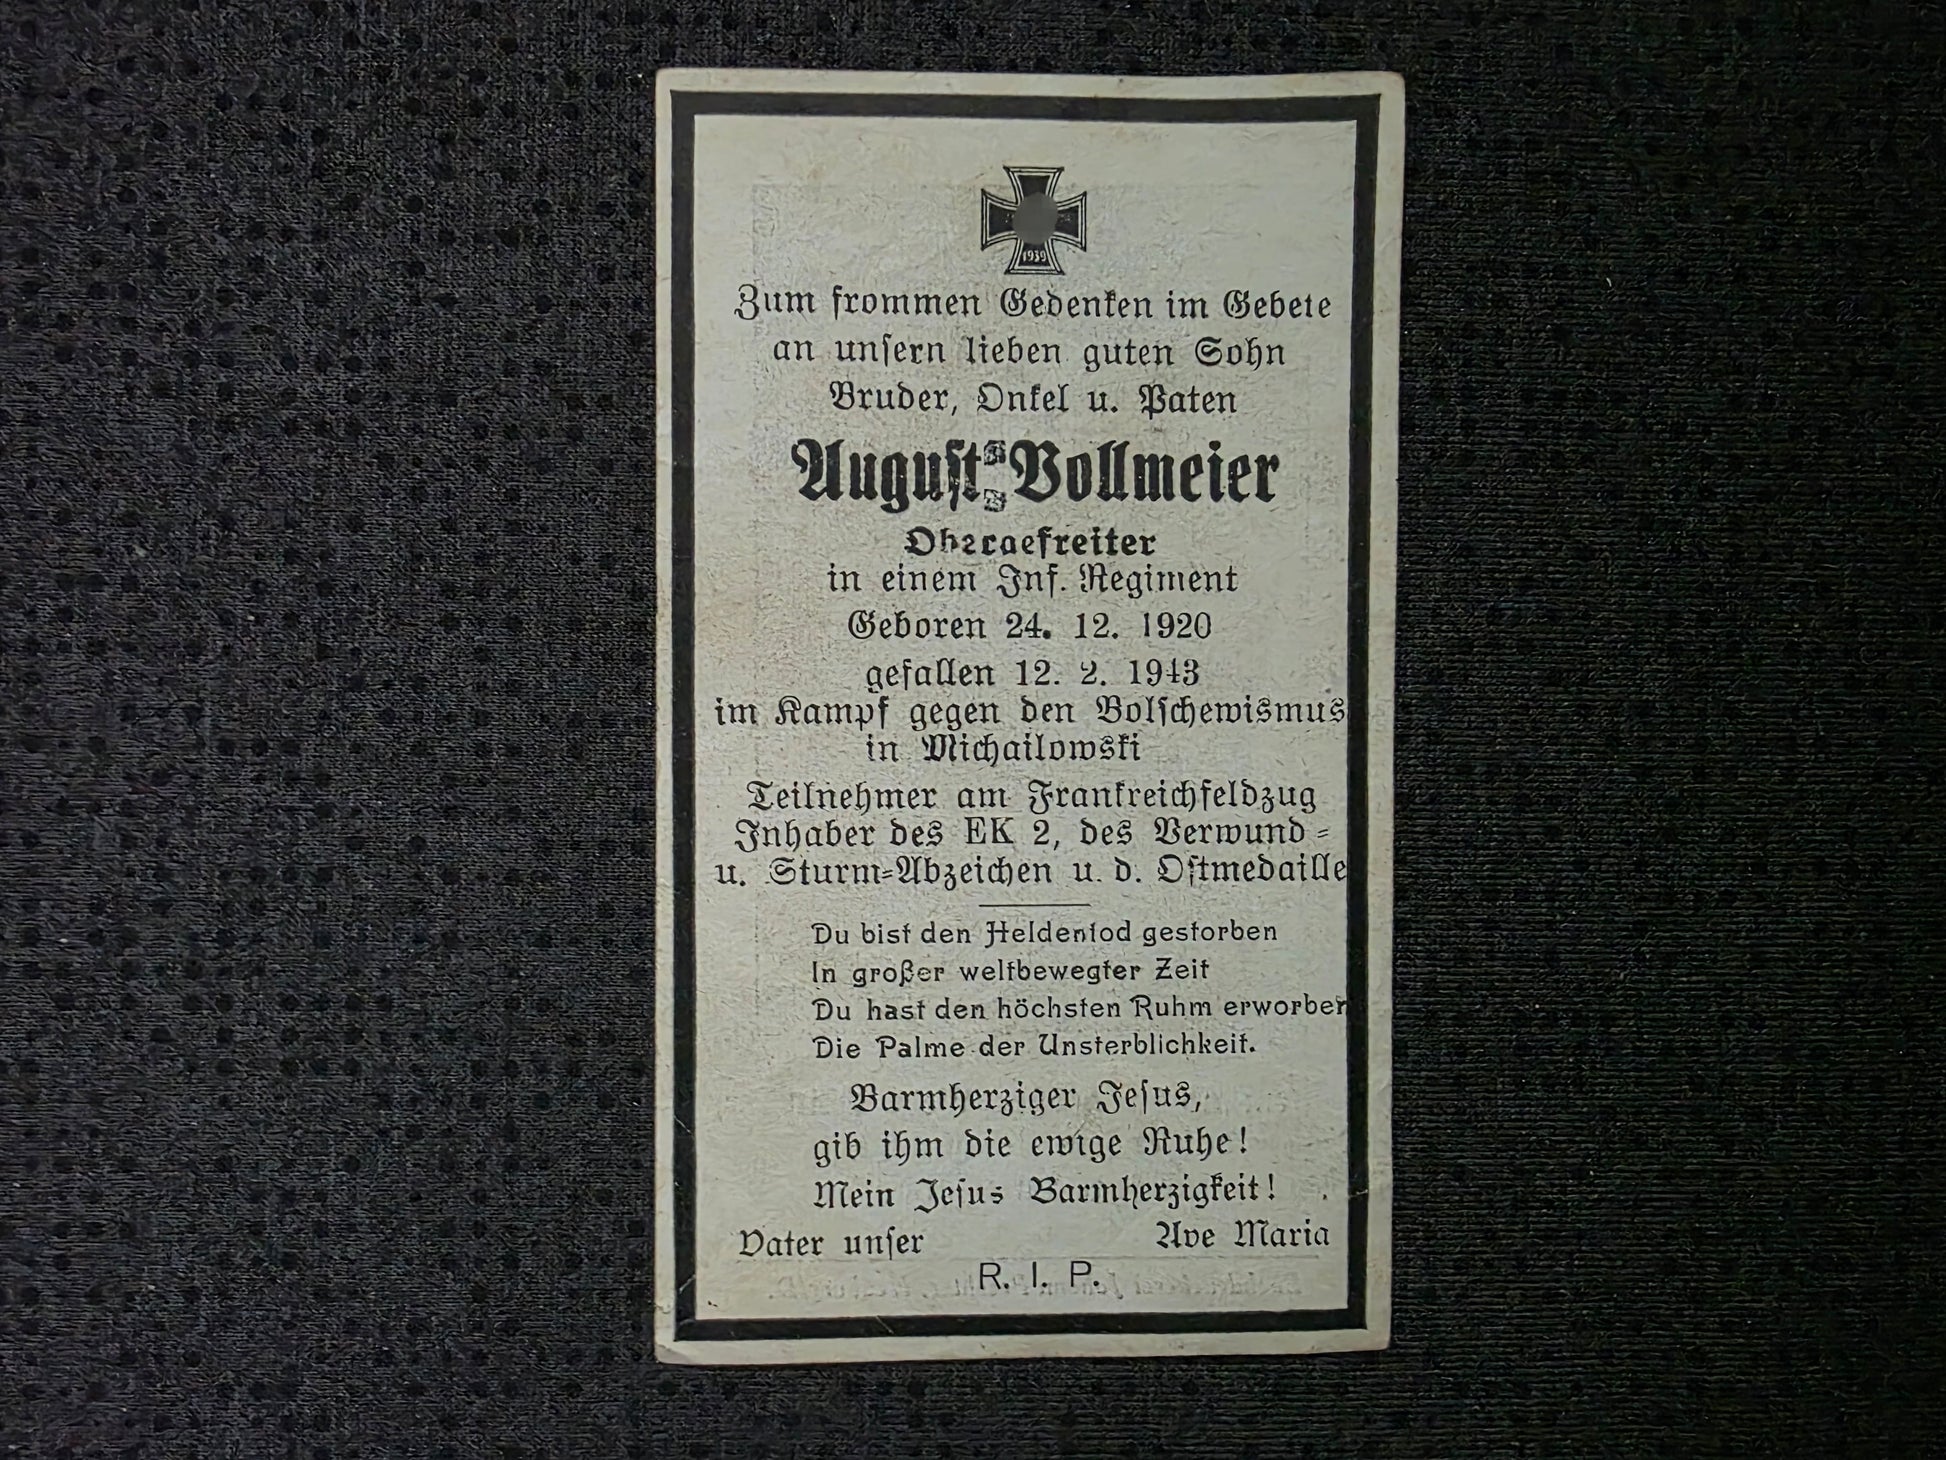 1939
Zum frommen Gedenken im Gebete
an unsern lieben guten Sohn
Bruder, Onkel u. Paten
August Vollmeier
Obergefreiter
in einem Inf. Regiment
Geboren 24. 12. 1920
gefallen 12. 2. 1943
im Kampf gegen den Bolschewismus
in Michailowski
Teilnehmer am Frankreichfeldzug
Inhaber des EK 2, des Verwund-
u. Sturm-Abzeichen u. d. Ostmedaille
Du bist den Heldentod gestorben
In großer weltbewegter Zeit
Du hast den höchsten Ruhm erworben
Die Palme der Unsterblichkeit.
Barmherziger Jesus,
gib ihm die ewige Ruhe!
Mein Jesus Barmherzigkeit!
Vater unser Ave Maria
R. I. P.